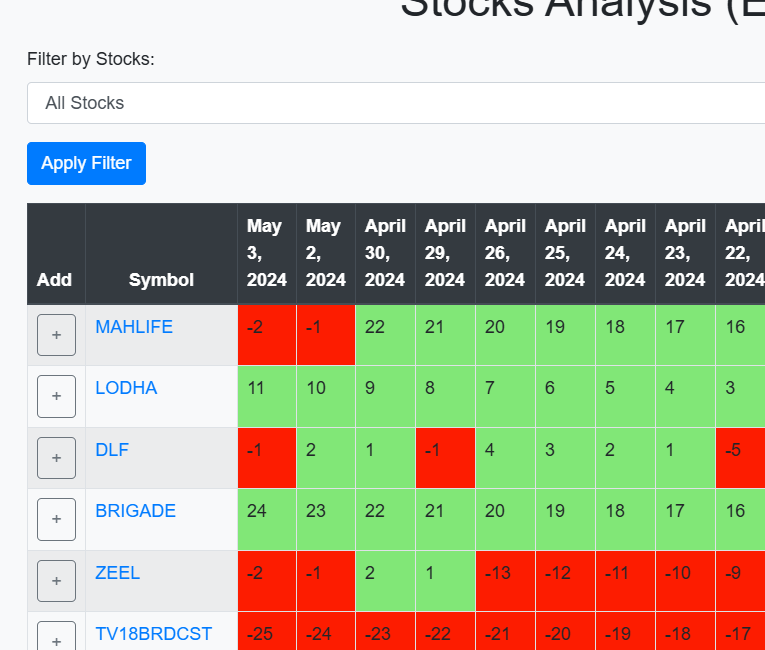 Stocks Analysis (E
Filter by Stocks:
All Stocks
Apply Filter
Add Symbol May 3, 2024 May 2, 2024 April 30, 2024 April 29, 2024 April 26, 2024 April 25, 2024 April 24, 2024 April 23, 2024 April 22, 2024
+ MAHLIFE -2 -1 22 21 20 19 18 17 16
+ LODHA 11 10 9 8 7 6 5 4 3
+ DLF -1 2 1 -1 4 3 2 1 -5
+ BRIGADE 24 23 22 21 20 19 18 17 16
+ ZEEL -2 -1 2 1 -13 -12 -11 -10 -9
+ TV18BRDCST -25 -24 -23 -22 -21 -20 -19 -18 -17